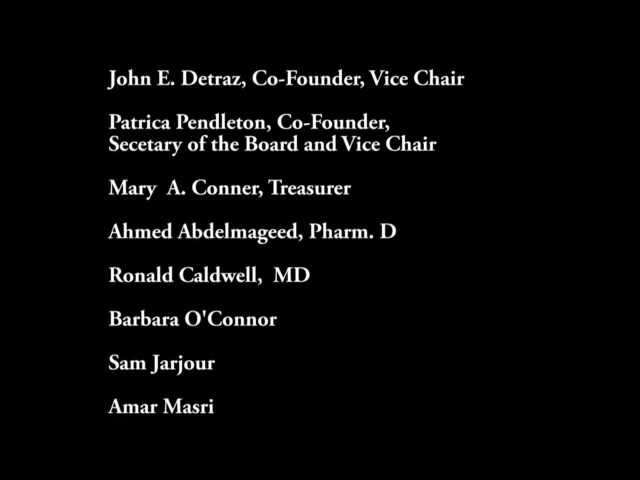 John E. Detraz, Co-Founder, Vice Chair
Patrica Pendleton, Co-Founder,
Secetary of the Board and Vice Chair
Mary  A. Conner, Treasurer
Ahmed Abdelmageed, Pharm. D
Ronald Caldwell,  MD
Barbara O'Connor
Sam Jarjour
Amar Masri